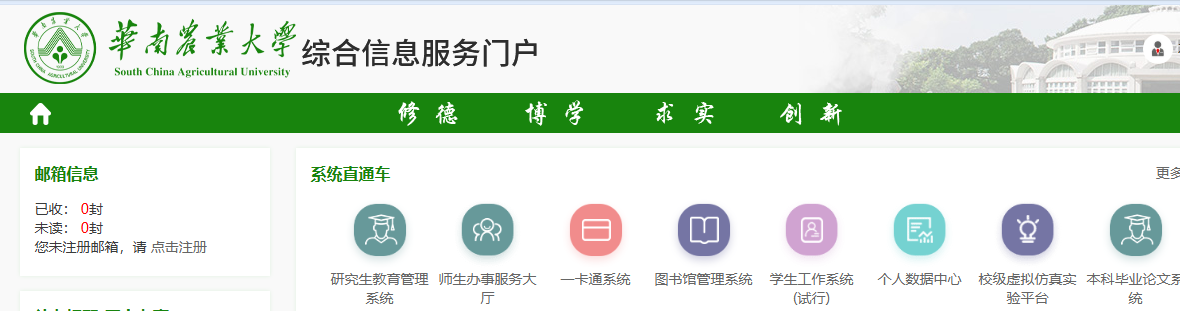 華南農業大學
South China Agricultural University
综合信息服务门户
修德 博学 求实 创新
邮箱信息
已收： 0封
未读： 0封
您未注册邮箱，请 点击注册
系统直通车
更多
研究生教育管理
系统
师生办事服务大
厅
一卡通系统
图书馆管理系统
学生工作系统
（试行）
个人数据中心
校级虚拟仿真实
验平台
本科毕业论文系
统